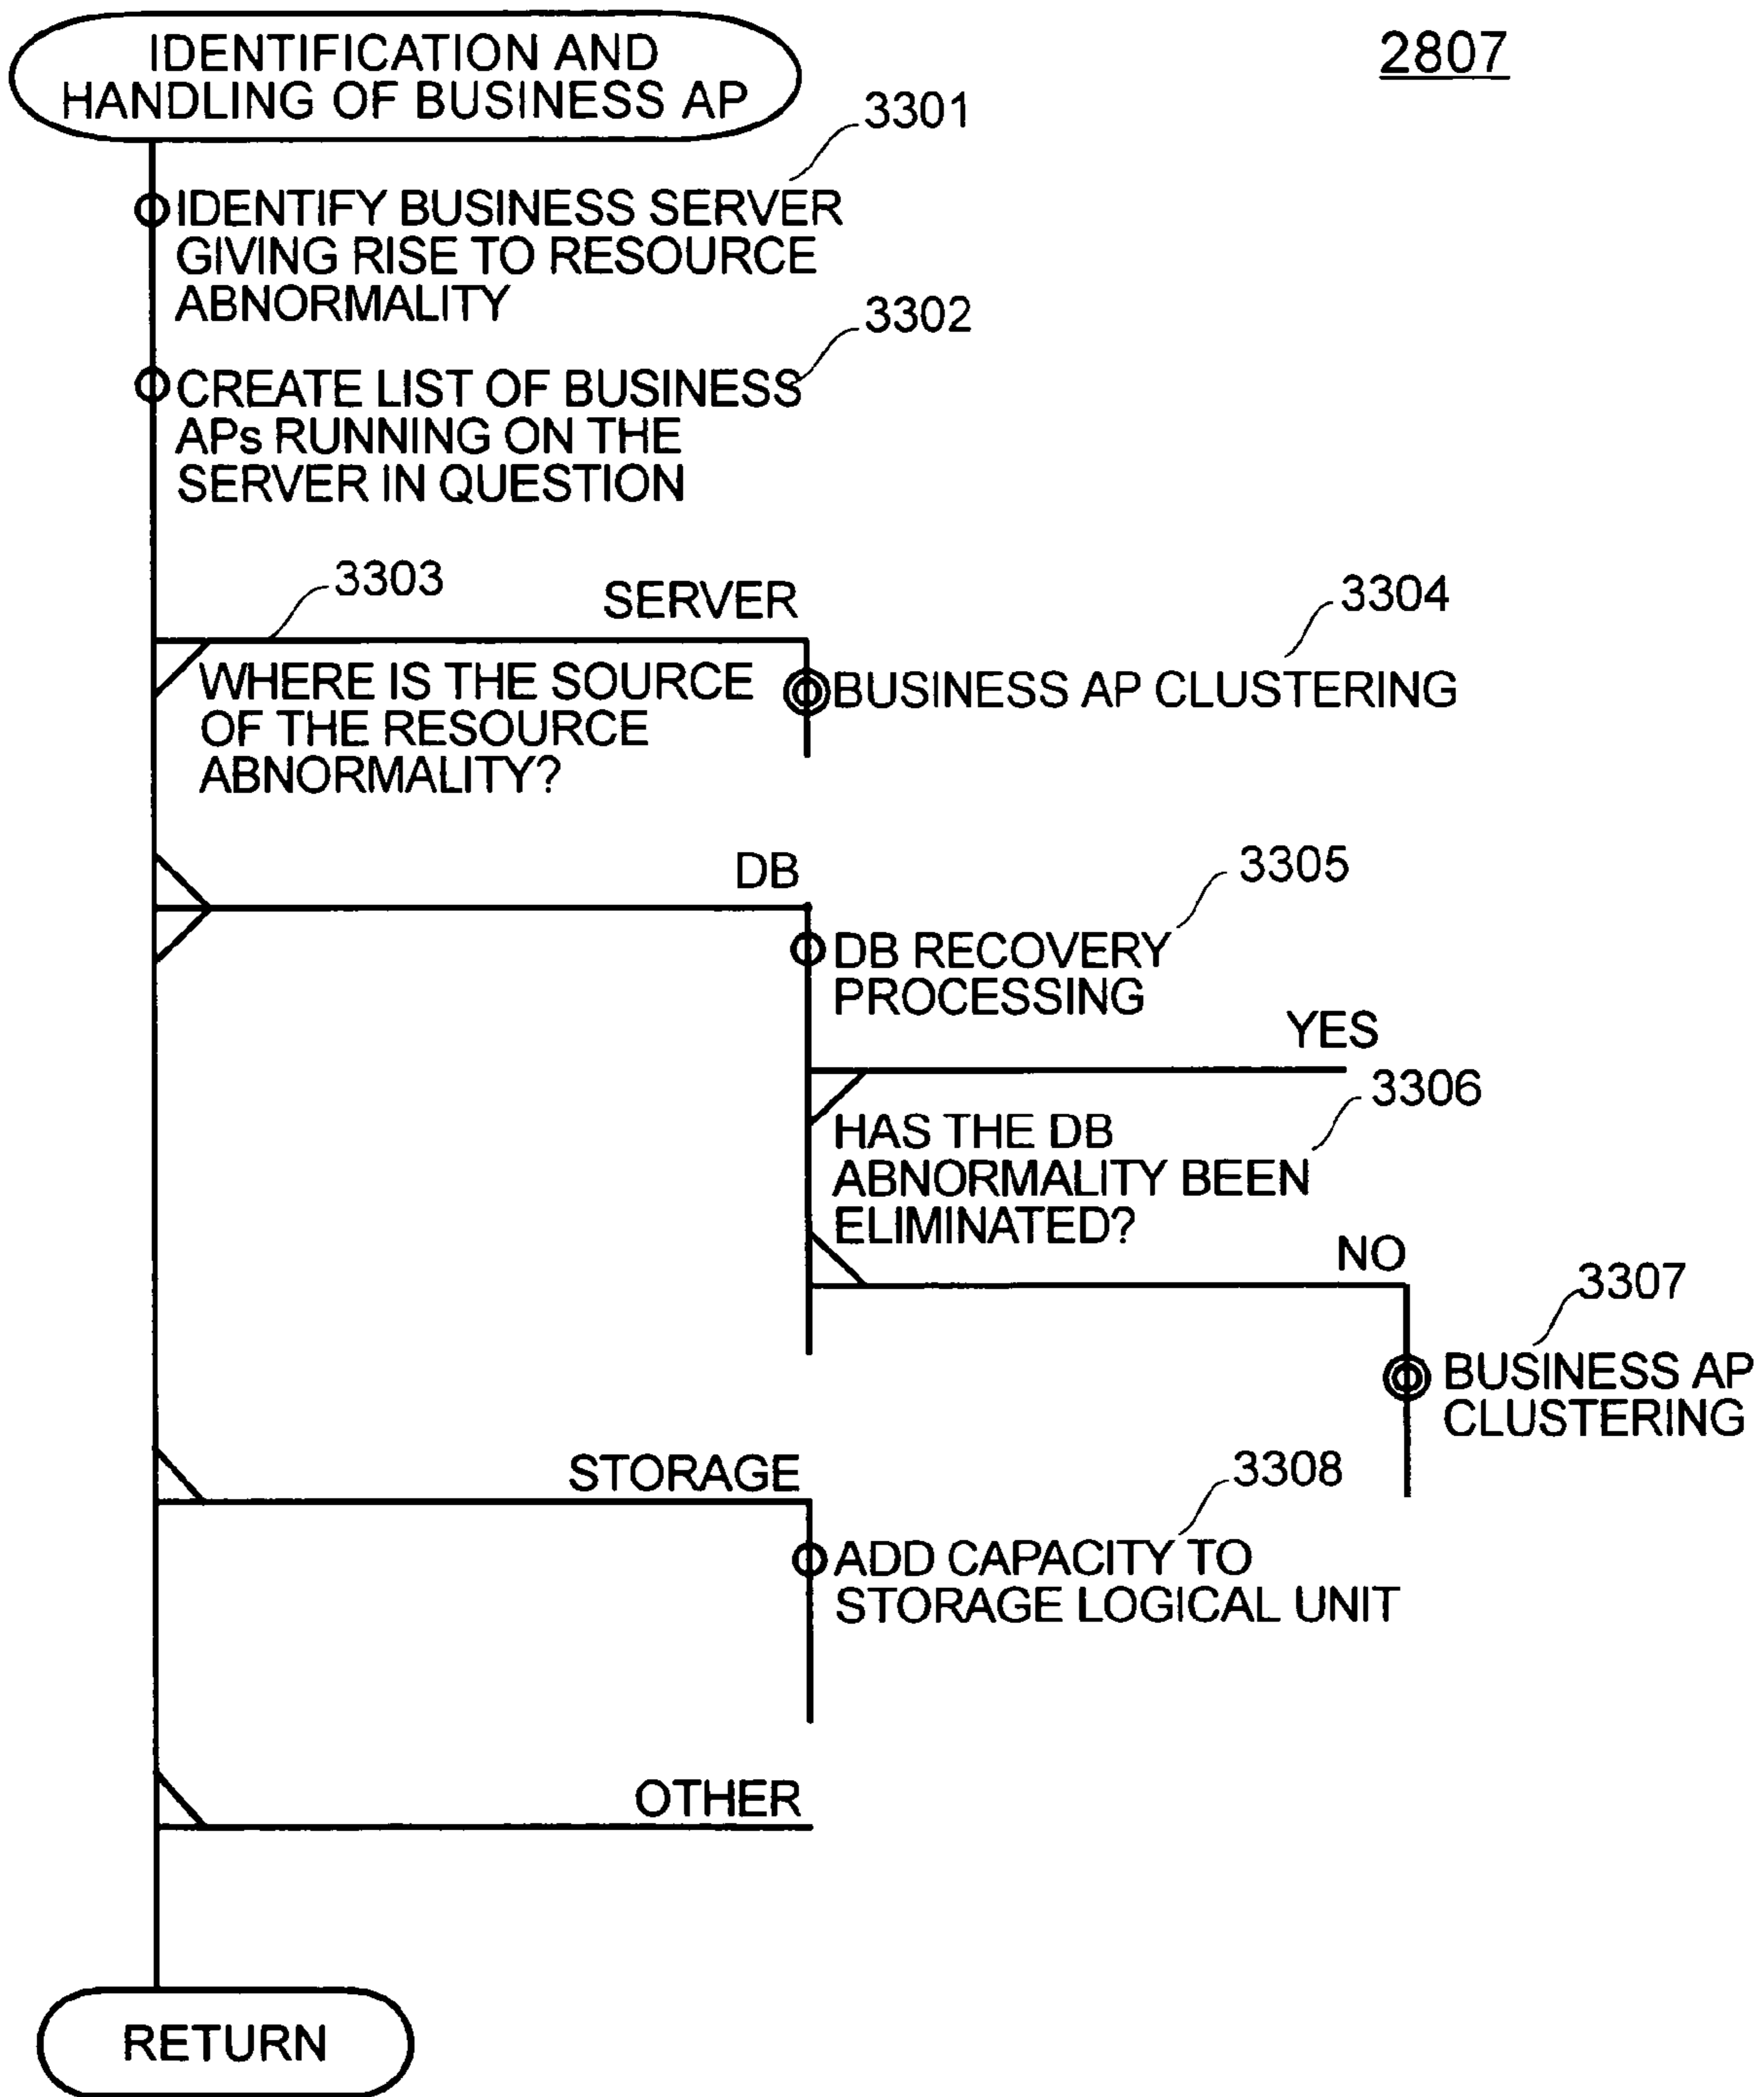 IDENTIFICATION AND
HANDLING OF BUSINESS AP
2807
3301
IDENTIFY BUSINESS SERVER
GIVING RISE TO RESOURCE
ABNORMALITY
3302
CREATE LIST OF BUSINESS
APs RUNNING ON THE
SERVER IN QUESTION
3303
SERVER
3304
WHERE IS THE SOURCE
OF THE RESOURCE
ABNORMALITY?
BUSINESS AP CLUSTERING
DB
3305
DB RECOVERY
PROCESSING
YES
3306
HAS THE DB
ABNORMALITY BEEN
ELIMINATED?
NO
3307
BUSINESS AP
CLUSTERING
STORAGE
3308
ADD CAPACITY TO
STORAGE LOGICAL UNIT
OTHER
RETURN